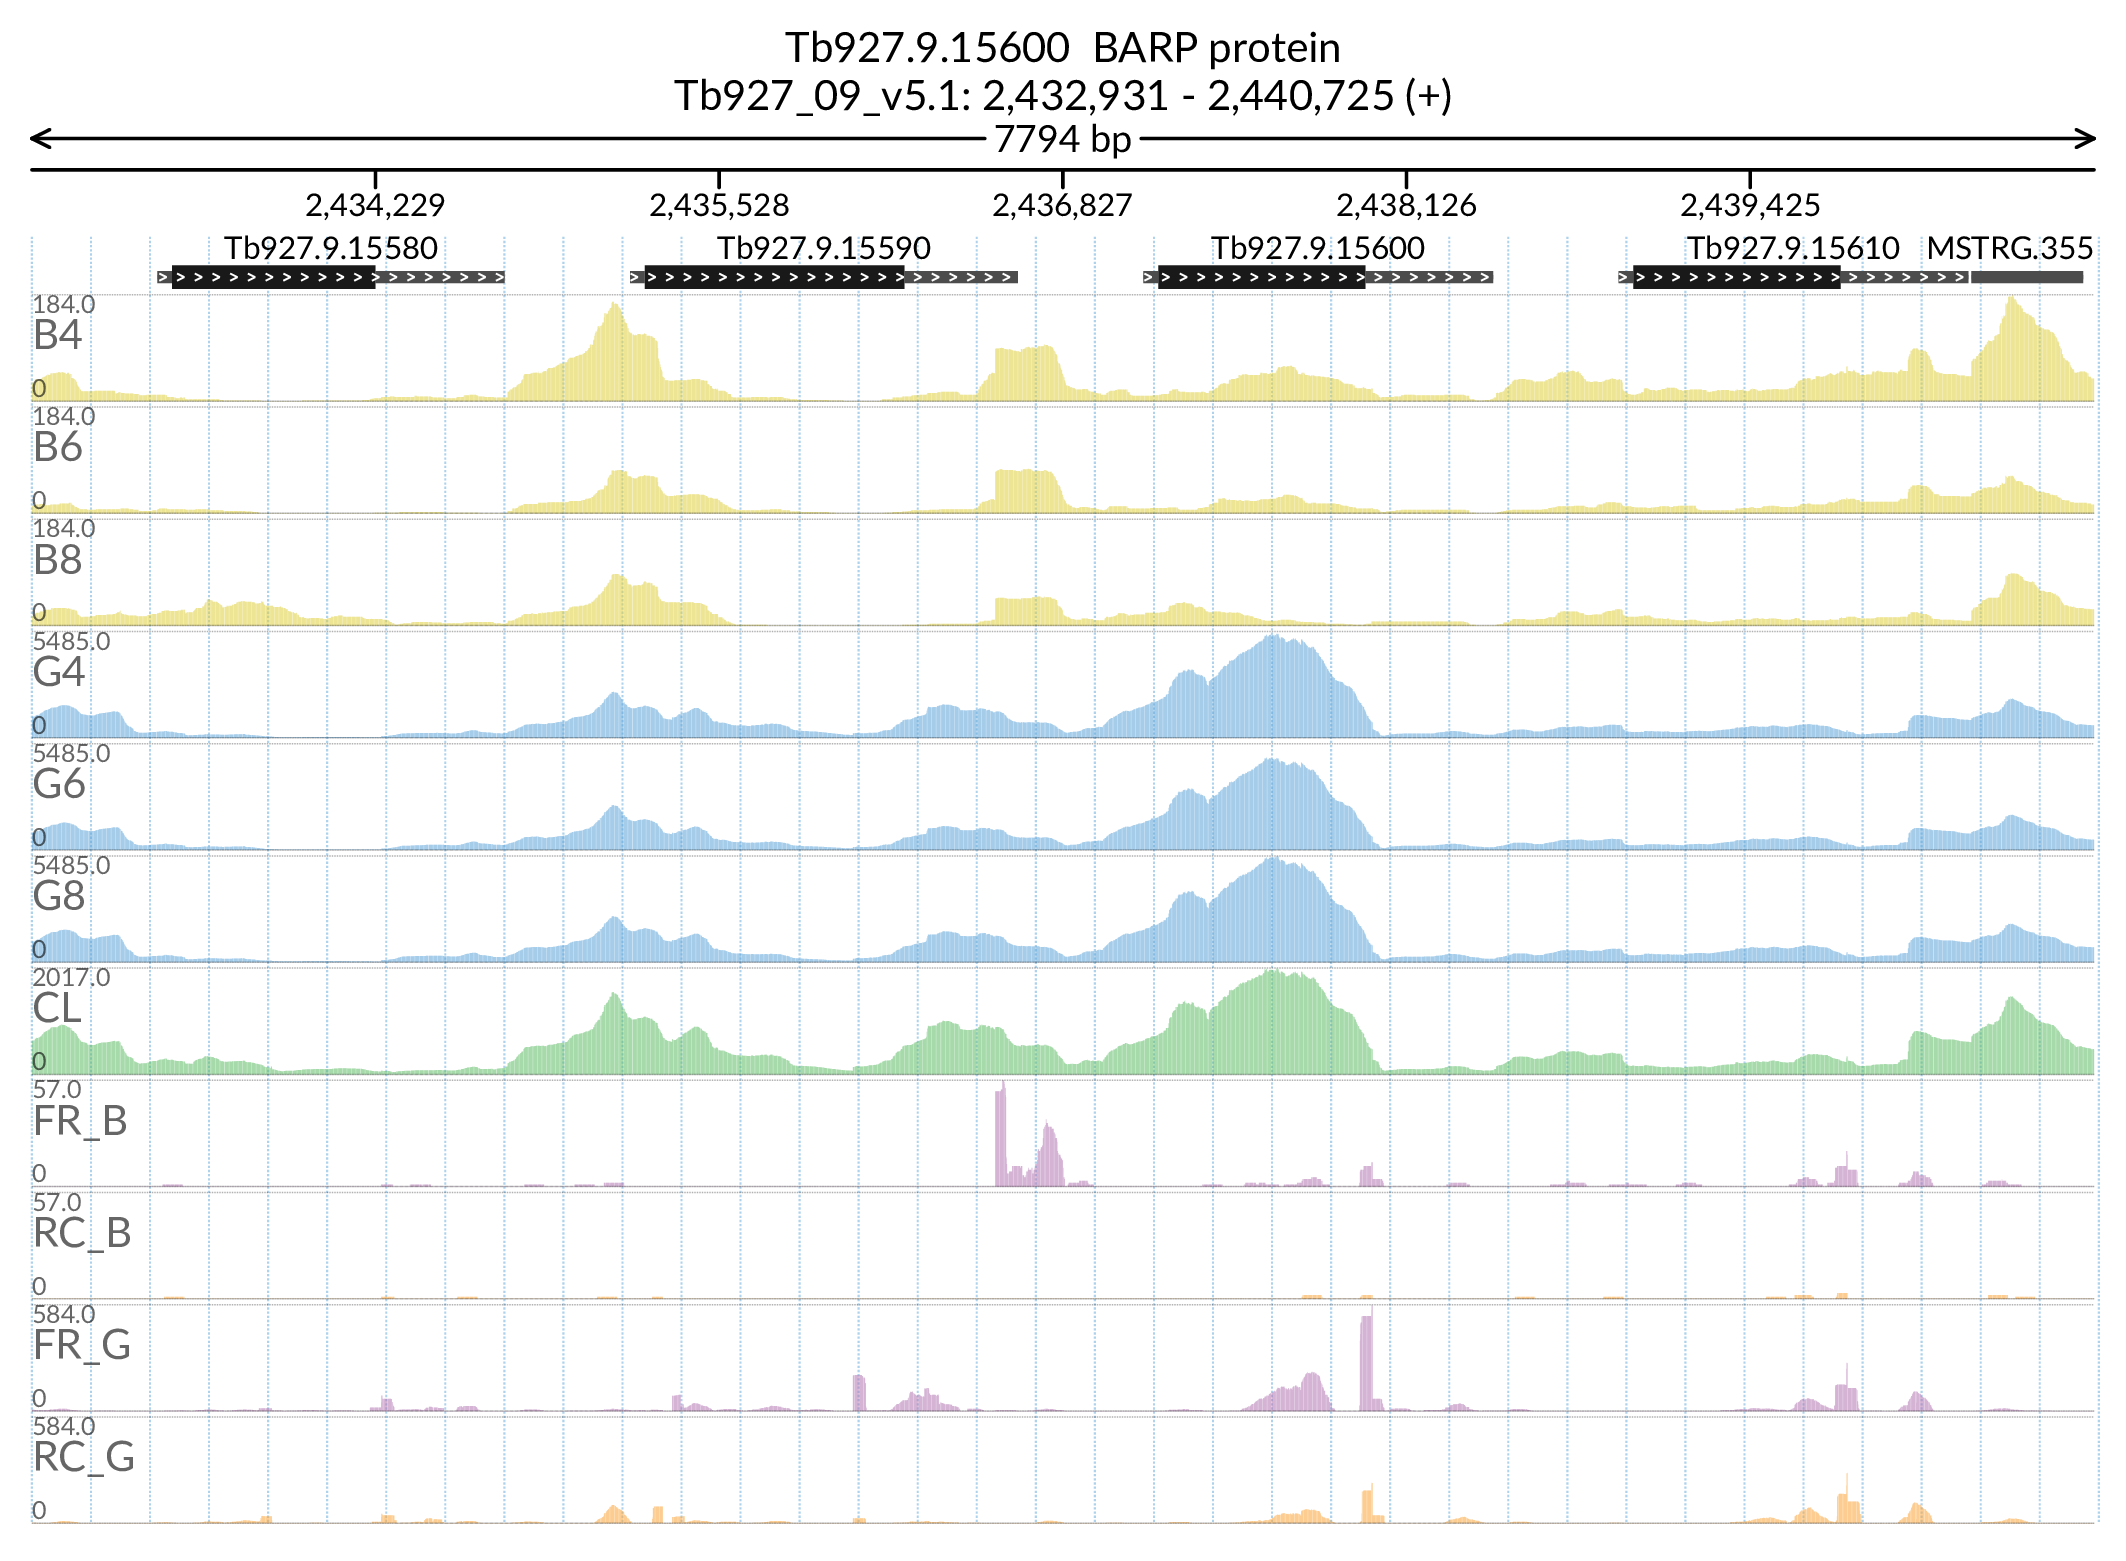 Tb927.9.15600  BARP protein
Tb927_09_v5.1: 2,432,931 - 2,440,725 (+)
7794 bp
2,434,229 2,435,528 2,436,827 2,438,126 2,439,425
Tb927.9.15580 Tb927.9.15590 Tb927.9.15600 Tb927.9.15610 MSTRG.355
184.0
B4
0
184.0
B6
0
184.0
B8
0
5485.0
G4
0
5485.0
G6
0
5485.0
G8
0
2017.0
CL
0
57.0
FR_B
0
57.0
RC_B
0
584.0
FR_G
0
584.0
RC_G
0